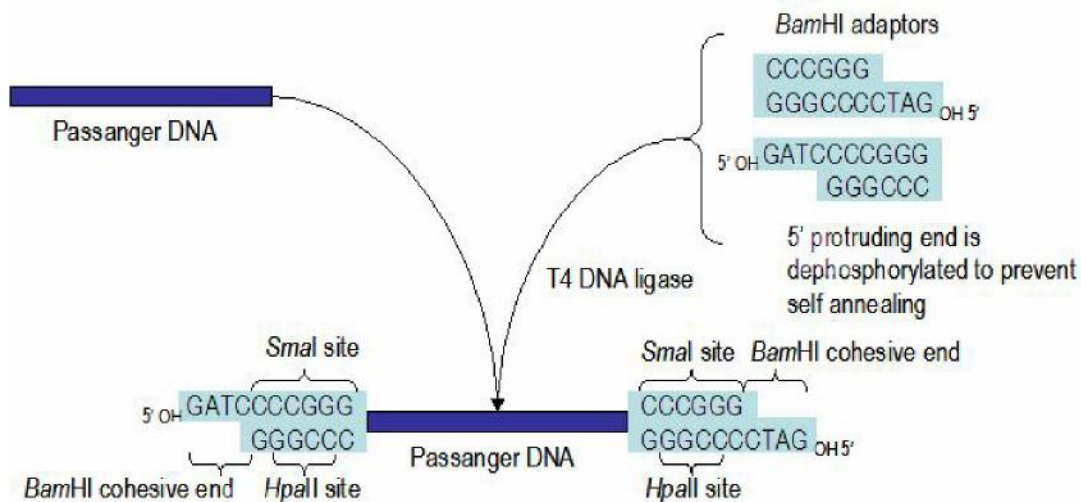 BamHI adaptors
CCCGGG
GGGCCCCTAG OH 5'
5' OH GATCCCCGGG
GGGCCC
5' protruding end is
dephosphorylated to prevent
self annealing
Passanger DNA
T4 DNA ligase
SmaI site
SmaI site
BamHI cohesive end
5' OH GATCCCCGGG
GGGCCC
CCCGGG
GGGCCCCTAG OH 5'
Passanger DNA
BamHI cohesive end
HpaII site
HpaII site